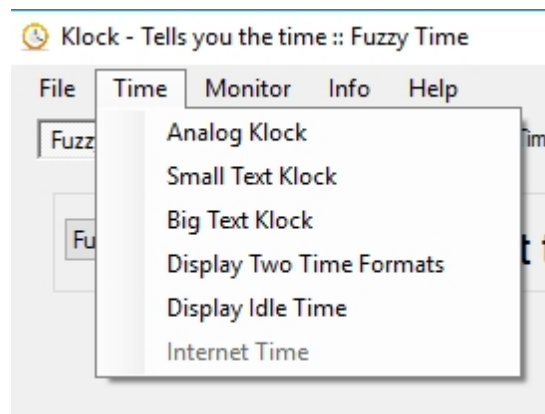 Klock - Tells you the time :: Fuzzy Time
File Time Monitor Info Help
Analog Klock
Small Text Klock
Big Text Klock
Display Two Time Formats
Display Idle Time
Internet Time